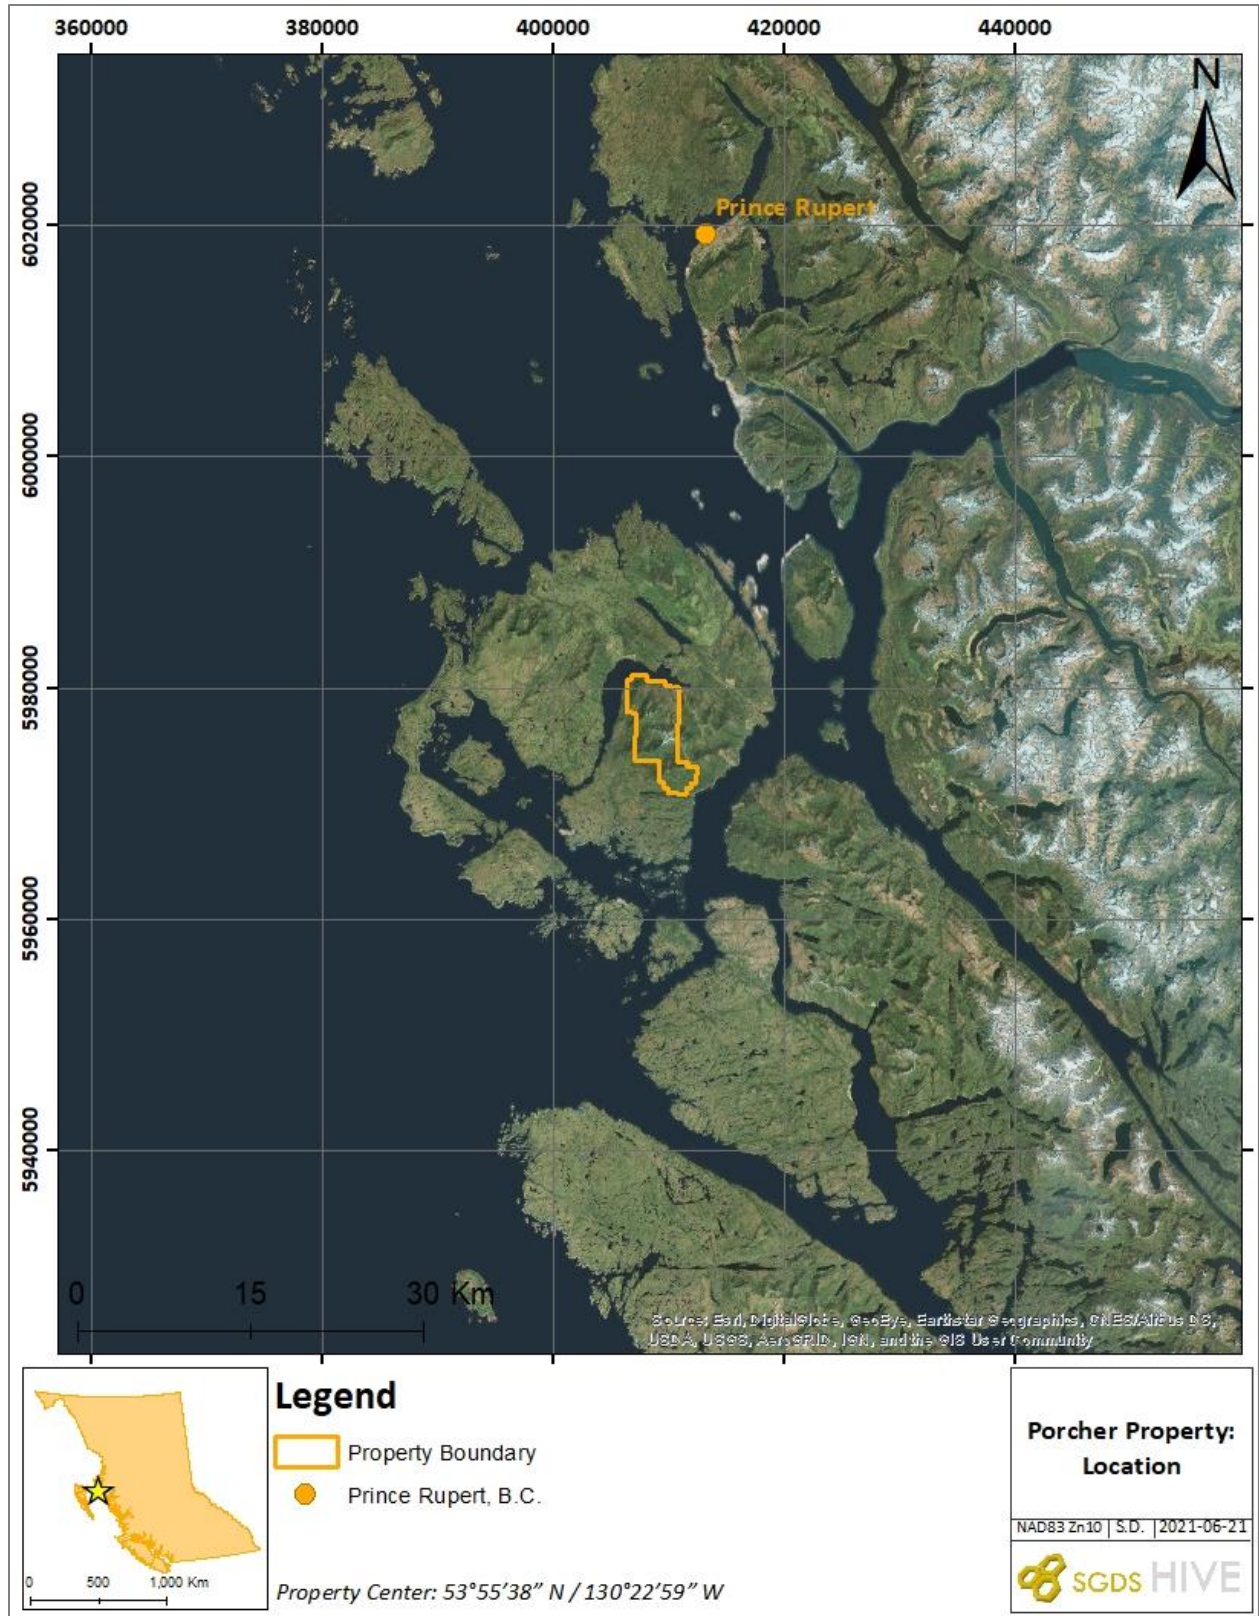 360000 380000 400000 420000 440000
N
Prince Rupert
6020000
6000000
5980000
5960000
5940000
0 15 30 Km
Source: Esri, DigitalGlobe, GeoEye, Earthstar Geographics, CNES/Airbus DS,
USDA, USGS, AeroGRID, IGN, and the GIS User Community
Legend
Property Boundary
Prince Rupert, B.C.
0 500 1,000 Km
Property Center: 53°55'38" N / 130°22'59" W
Porcher Property:
Location
NAD83 Zn10 S.D. 2021-06-21
SGDS HIVE